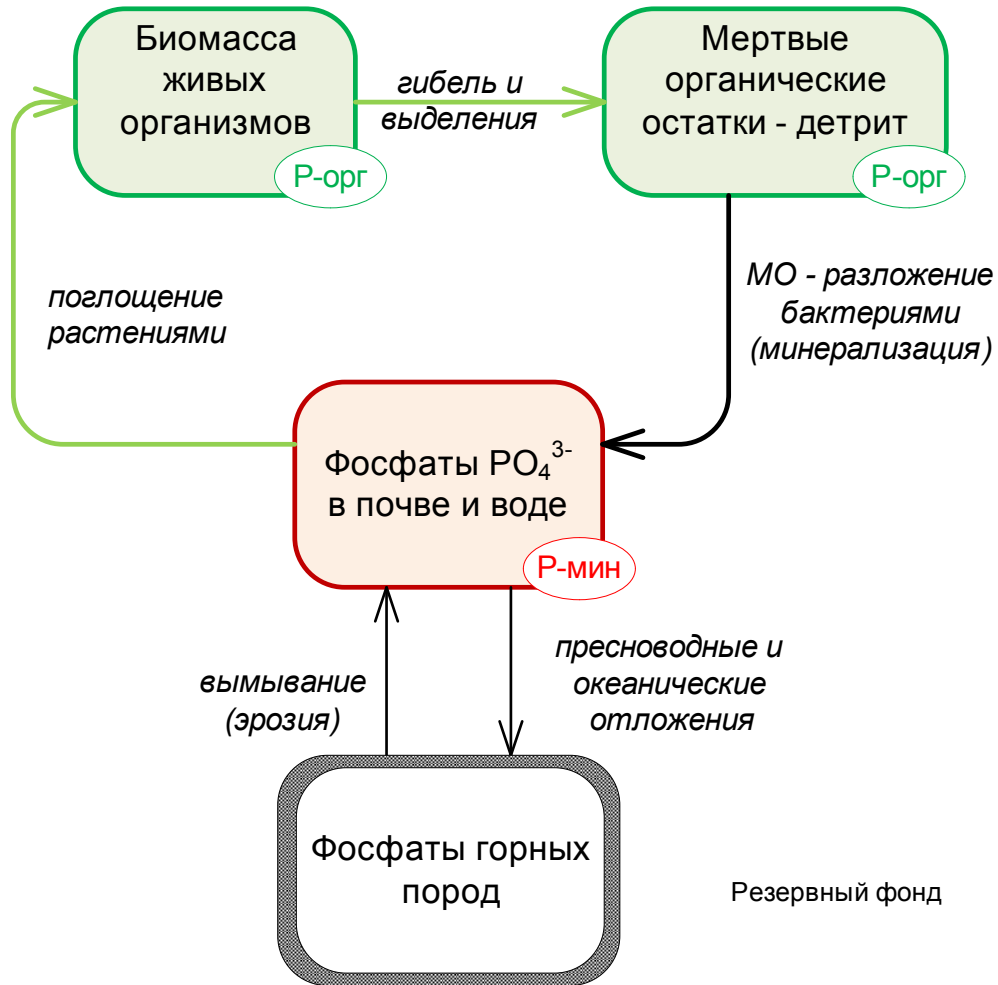 Биомасса
живых
организмов
Р-орг
гибель и
выделения
Мертвые
органические
остатки - детрит
Р-орг
поглощение
растениями
МО - разложение
бактериями
(минерализация)
Фосфаты PO₄³⁻
в почве и воде
Р-мин
вымывание
(эрозия)
пресноводные и
океанические
отложения
Фосфаты горных
пород
Резервный фонд